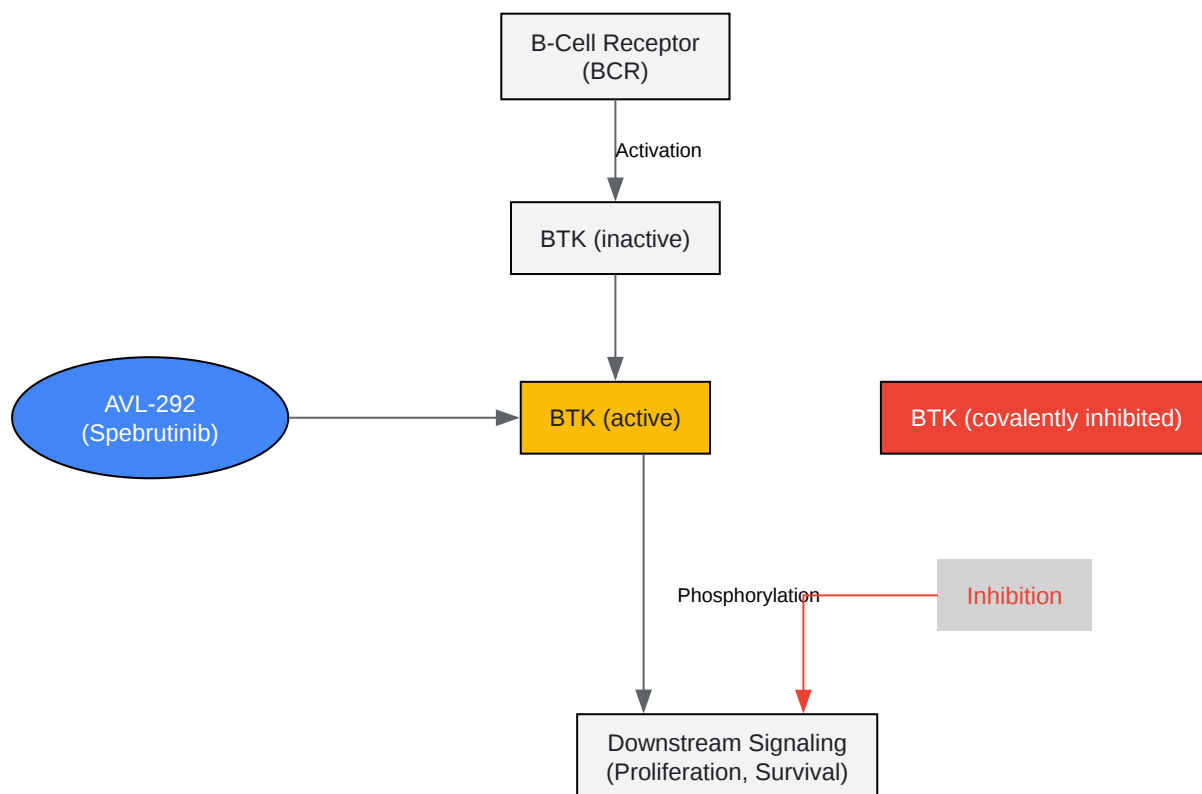 B-Cell Receptor
(BCR)
Activation
BTK (inactive)
AVL-292
(Spebrutinib)
BTK (active)
BTK (covalently inhibited)
Phosphorylation
Inhibition
Downstream Signaling
(Proliferation, Survival)